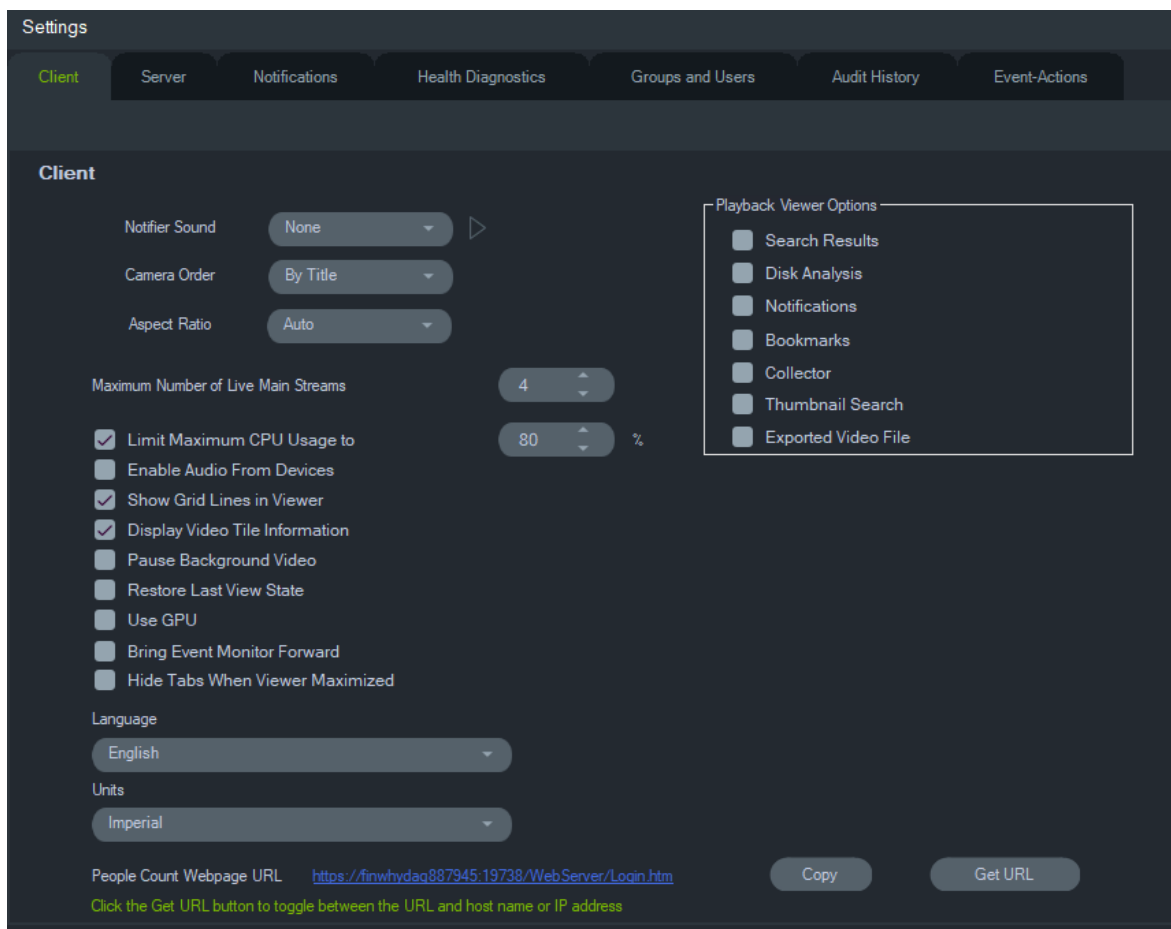 Settings
Client Server Notifications Health Diagnostics Groups and Users Audit History Event-Actions
Client
Notifier Sound None
Camera Order By Title
Aspect Ratio Auto
Maximum Number of Live Main Streams 4
Limit Maximum CPU Usage to 80 %
Enable Audio From Devices
Show Grid Lines in Viewer
Display Video Tile Information
Pause Background Video
Restore Last View State
Use GPU
Bring Event Monitor Forward
Hide Tabs When Viewer Maximized
Playback Viewer Options
Search Results
Disk Analysis
Notifications
Bookmarks
Collector
Thumbnail Search
Exported Video File
Language
English
Units
Imperial
People Count Webpage URL https://finwhydaq887945:19738/WebServer/Login.htm Copy Get URL
Click the Get URL button to toggle between the URL and host name or IP address